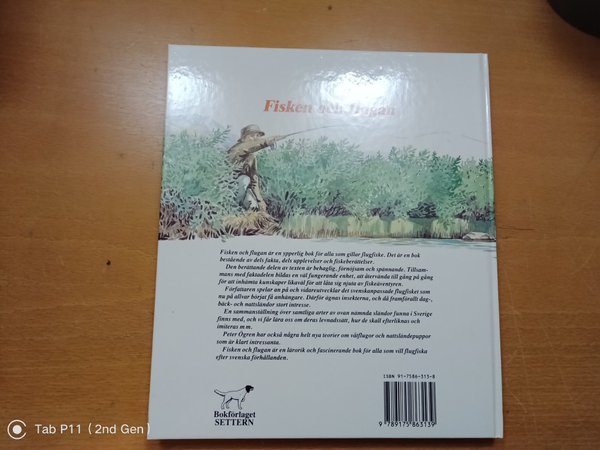 Fisken och flugan
Fisken och flugan är en ypperlig bok för alla som gillar flugfiske. Det är en bok
bestående av dels fakta, dels upplevelser och fiskeberättelser.
Den berättande delen av texten är behaglig, förnöjsam och spännande. Tillsam-
mans med faktadelen bildas en väl fungerande enhet, att återvända till gång på gång
för att inhämta kunskaper likaväl för att låta sig njuta av fiskeäventyren.
Författaren spelar an på och vidareutvecklar det svenskanpassade flugfisket som
nu på allvar börjat få anhängare. Därför ägnas insekterna, och då framförallt dag-,
bäck- och nattsländor stort intresse.
En sammanställning över samtliga arter av ovan nämnda sländor funna i Sverige
finns med, och vi får lära oss om deras levnadssätt, hur de skall efterliknas och
imiteras m m.
Peter Ögren har också några helt nya teorier om våtflugor och nattsländepuppor
som är klart intressanta.
Fisken och flugan är en lärorik och fascinerande bok för alla som vill flugfiska
efter svenska förhållanden.
ISBN 91-7586-313-8
Bokförlaget
SETTERN
9 789175 863139
Tab P11 (2nd Gen)